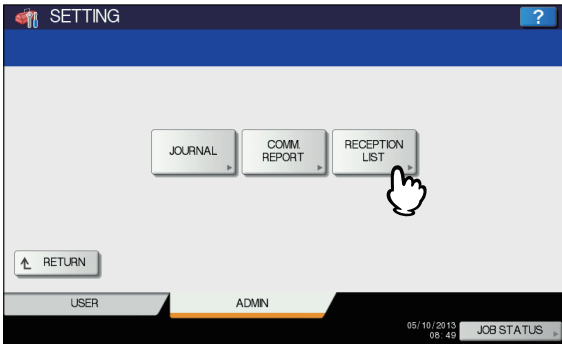 SETTING
?
JOURNAL
COMM.
REPORT
RECEPTION
LIST
RETURN
USER
ADMIN
05/10/2013
08:49
JOB STATUS